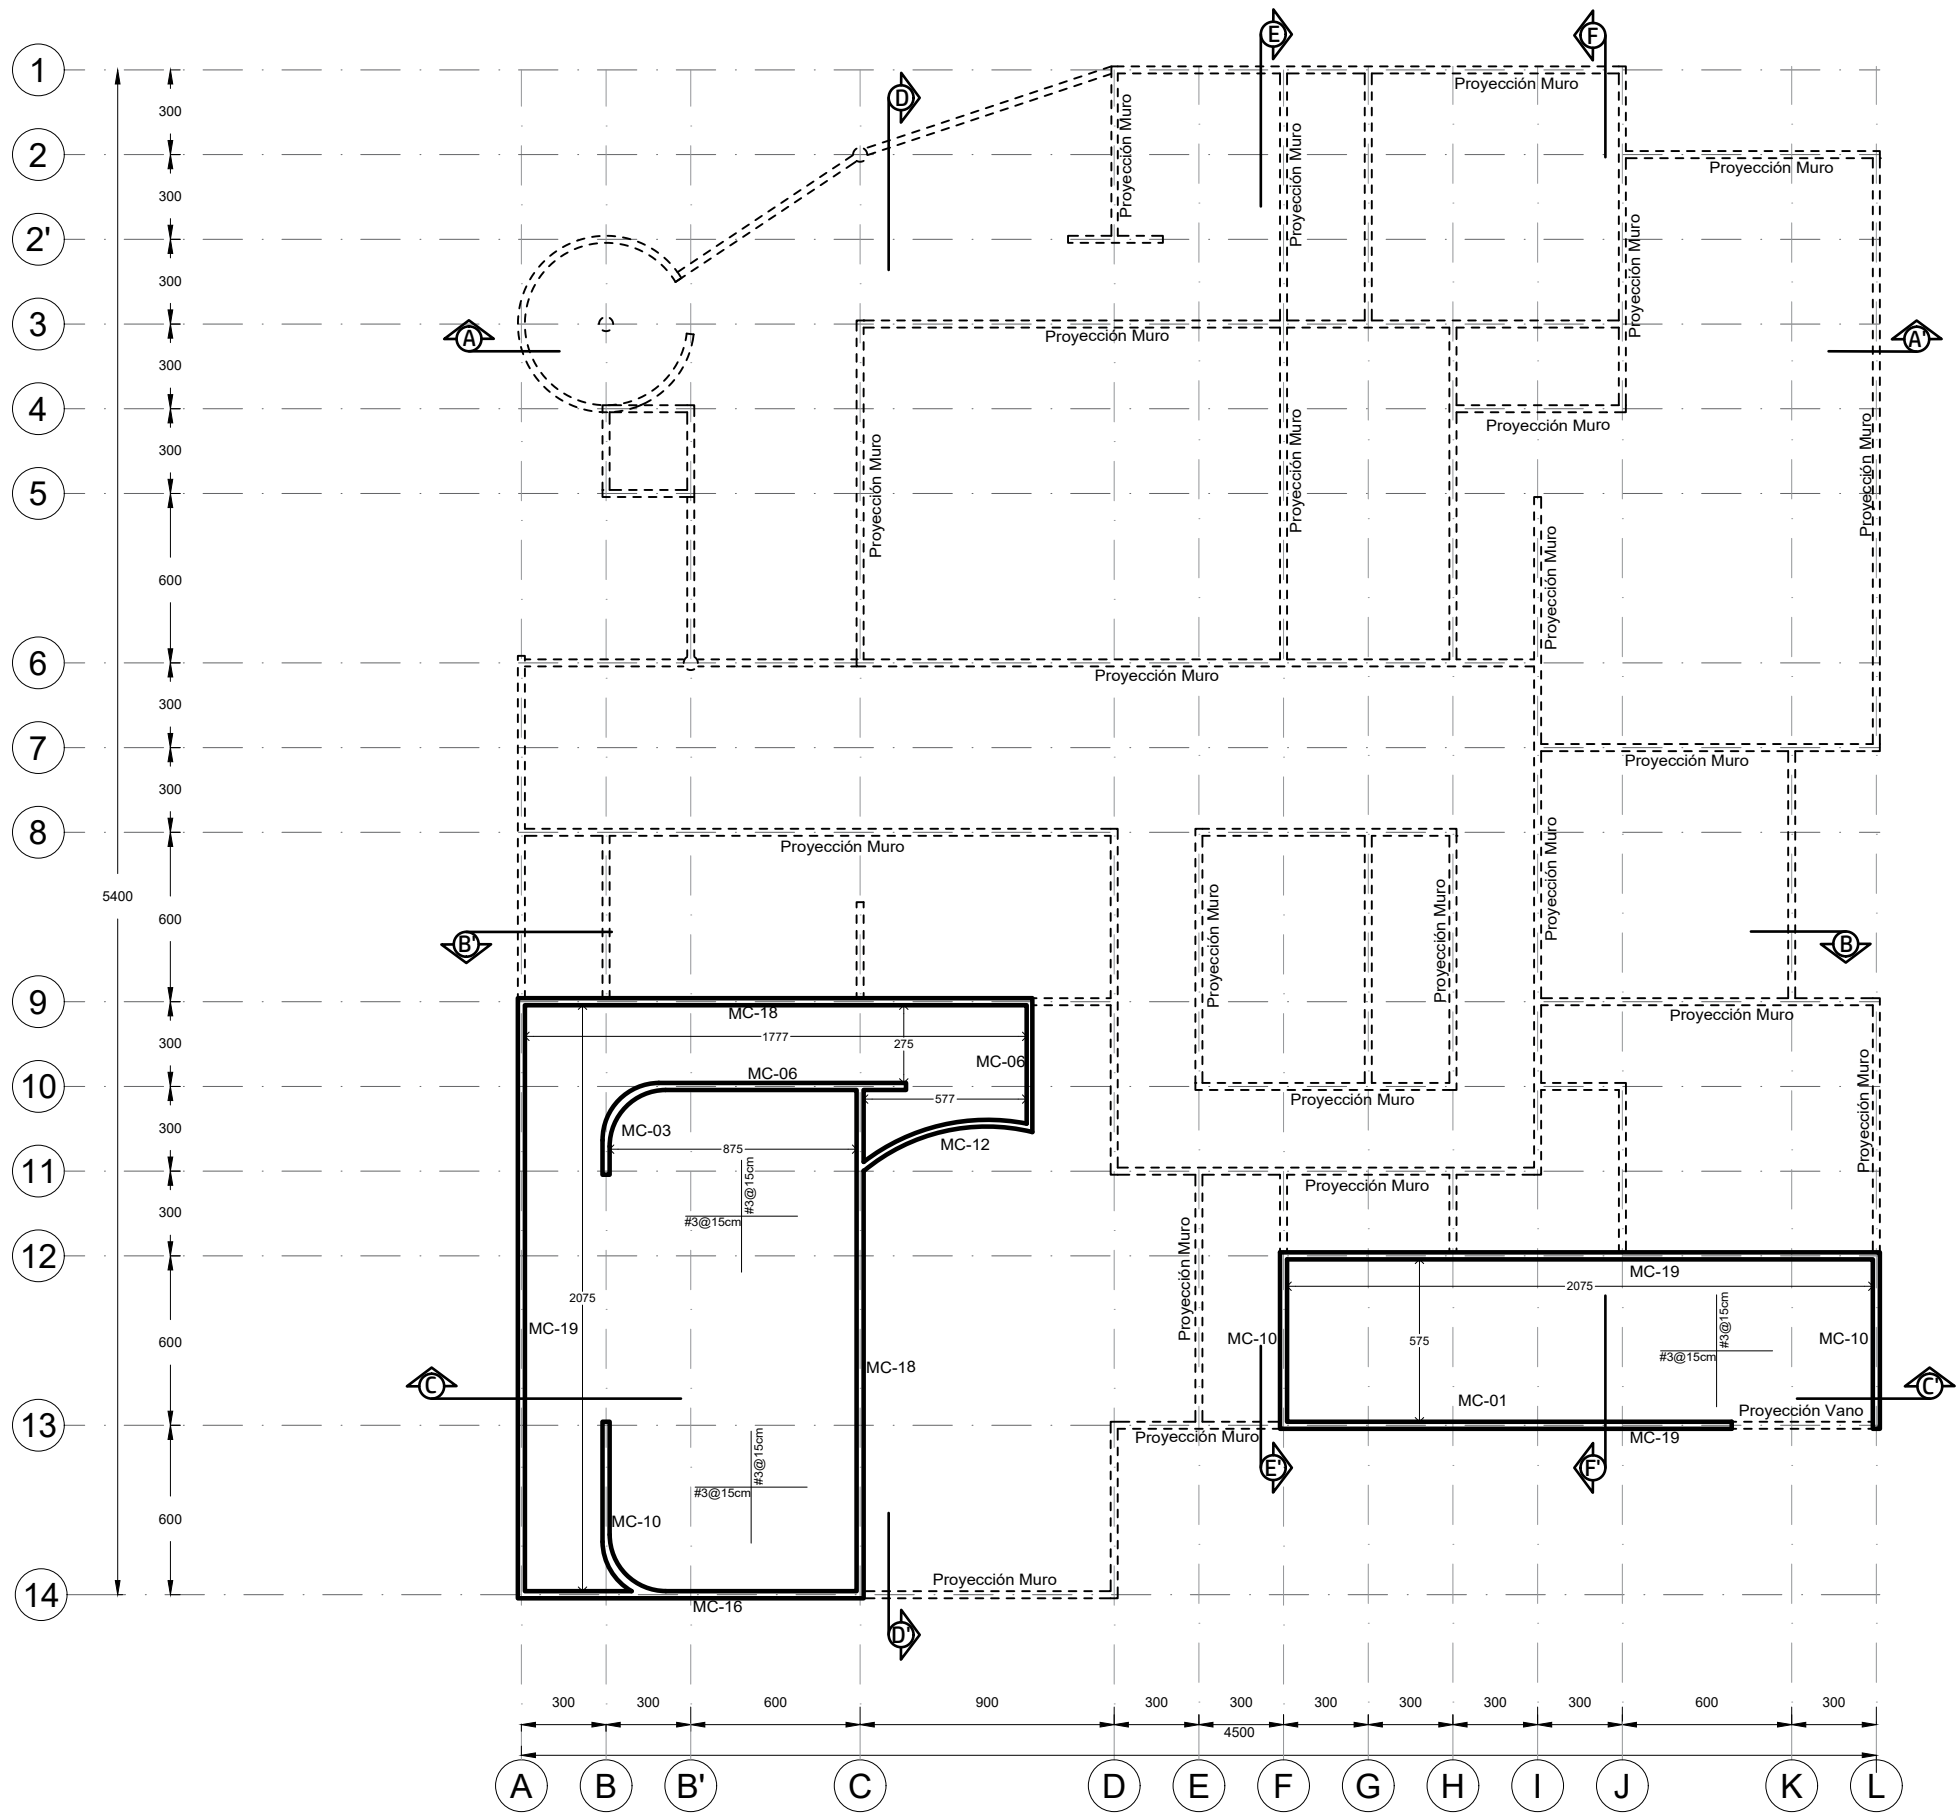 E
F
1
Proyección Muro
D
300
Proyección Muro
Proyección Muro
2
Proyección Muro
300
2'
Proyección Muro
300
3
A
Proyección Muro
A'
300
4
Proyección Muro
Proyección Muro
Proyección Muro
Proyección Muro
300
5
Proyección Muro
600
6
Proyección Muro
300
7
Proyección Muro
300
8
Proyección Muro
Proyección Muro
Proyección Muro
Proyección Muro
5400
600
B'
B
9
MC-18
Proyección Muro
1777
275
300
MC-06
Proyección Muro
MC-06
10
577
Proyección Muro
300
MC-03
MC-12
875
11
#3@15cm
Proyección Muro
300
#3@15cm
Proyección Muro
12
MC-19
2075
2075
MC-19
600
MC-10
575
#3@15cm
MC-10
#3@15cm
MC-18
C
C'
MC-01
Proyección Vano
13
Proyección Muro
MC-19
#3@15cm
E'
F'
#3@15cm
600
MC-10
Proyección Muro
14
MC-16
D'
300
300
600
900
300
300
300
300
300
300
600
300
4500
A
B
B'
C
D
E
F
G
H
I
J
K
L